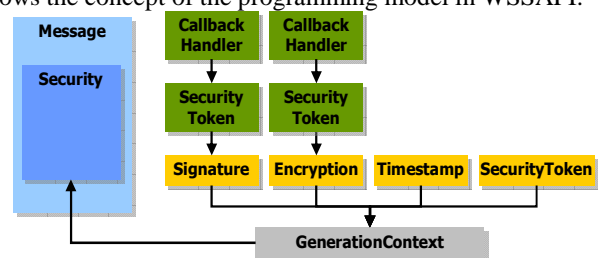 ows the concept of the programming model in WSSAPI.
Message
Security
Callback
Handler
Callback
Handler
Security
Token
Security
Token
Signature
Encryption
Timestamp
SecurityToken
GenerationContext